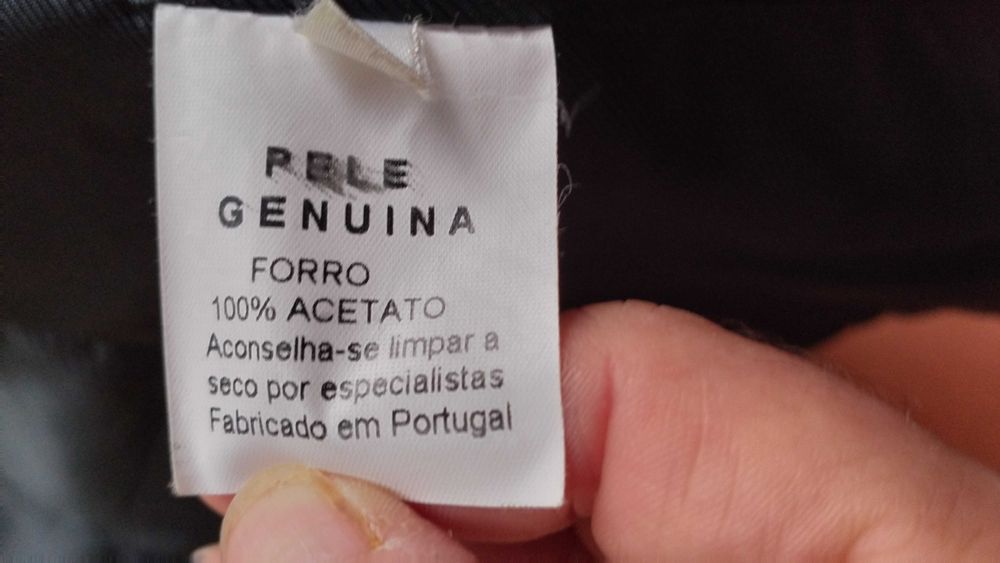 PELE
GENUINA
FORRO
100% ACETATO
Aconselha-se limpar a
seco por especialistas
Fabricado em Portugal